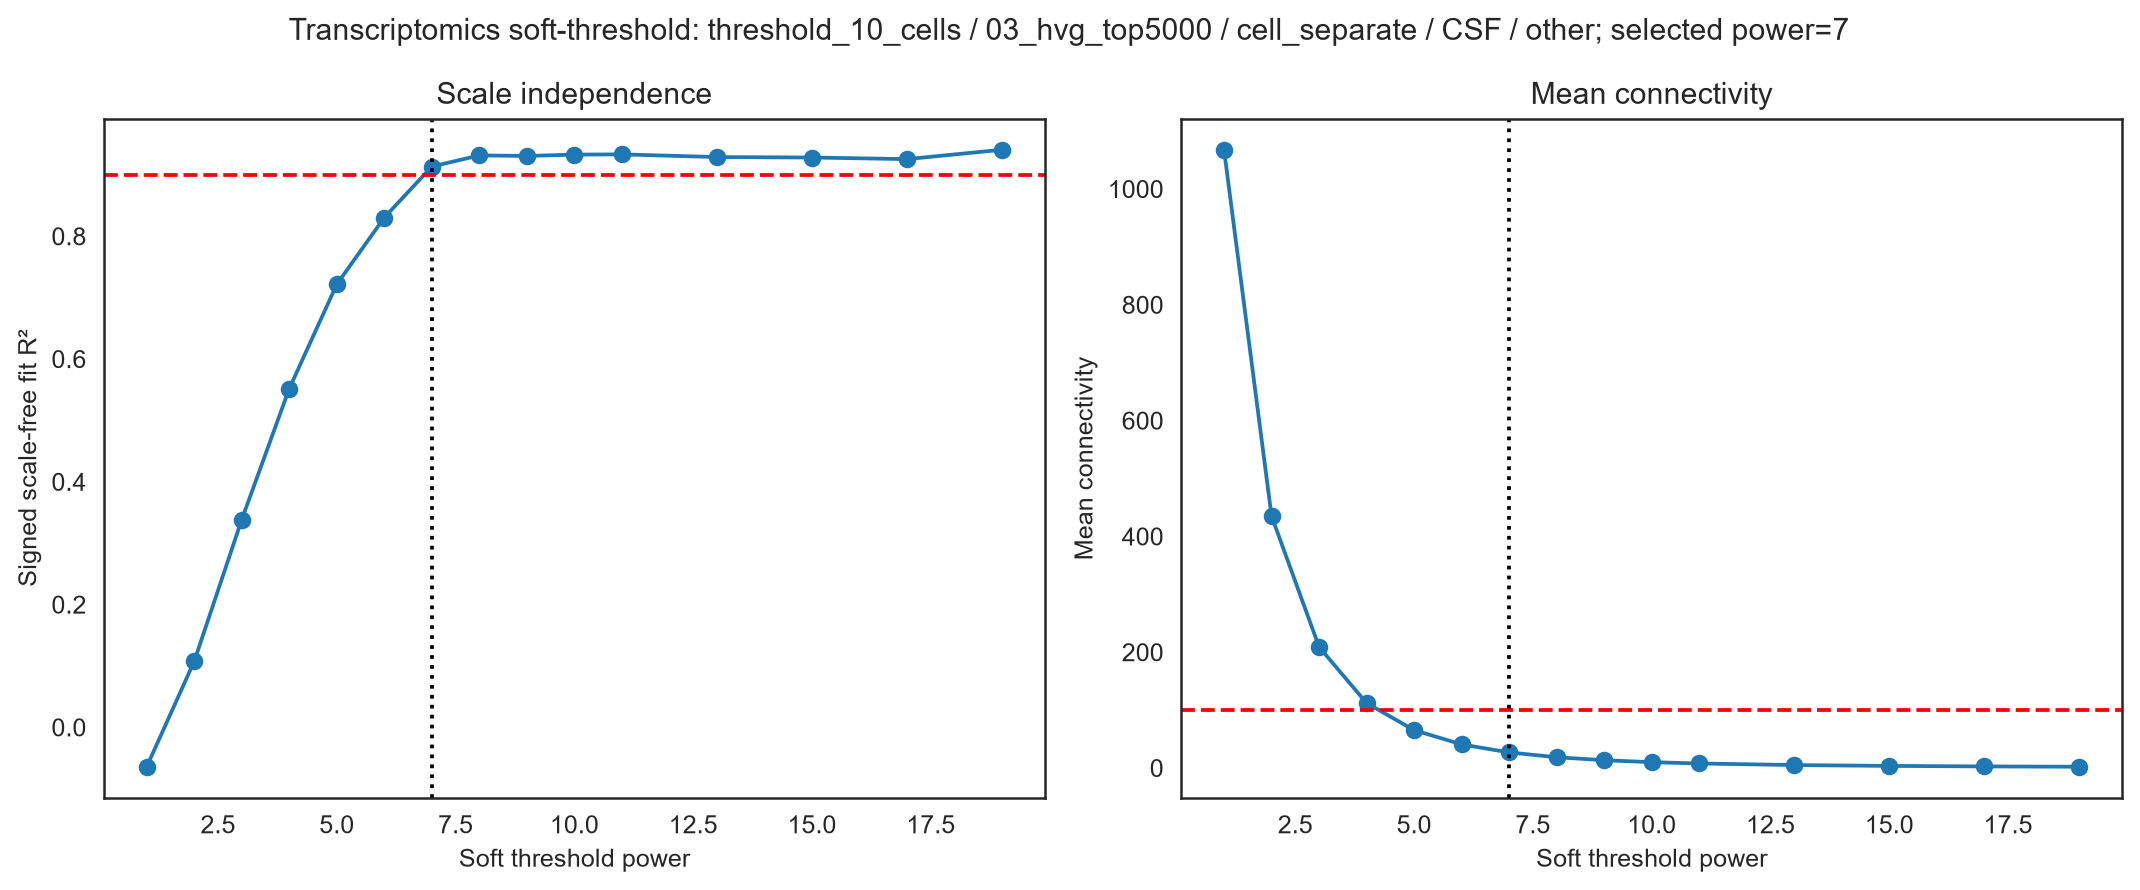 Transcriptomics soft-threshold: threshold_10_cells / 03_hvg_top5000 / cell_separate / CSF / other; selected power=7
Scale independence
Signed scale-free fit R²
0.8
0.6
0.4
0.2
0.0
2.5 5.0 7.5 10.0 12.5 15.0 17.5
Soft threshold power
Mean connectivity
Mean connectivity
1000
800
600
400
200
0
2.5 5.0 7.5 10.0 12.5 15.0 17.5
Soft threshold power